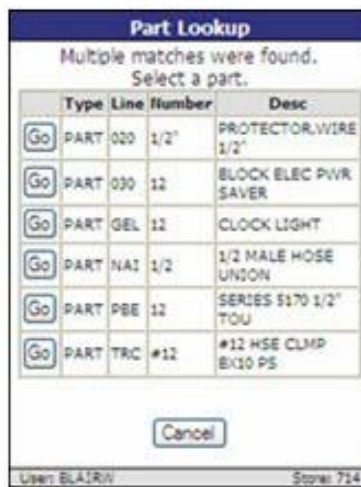 Part Lookup
Multiple matches were found.
Select a part.
Type Line Number Desc
Go PART 020 1/2" PROTECTOR,WIRE
1/2"
Go PART 030 12 BLOCK ELEC PWR
SAVER
Go PART GEL 12 CLOCK LIGHT
Go PART NAI 1/2 1/2 MALE HOSE
UNION
Go PART PBE 12 SERIES 5170 1/2"
TOU
Go PART TRC #12 #12 HSE CLMP
BX10 PS
Cancel
User: BLAIRW Store: 714